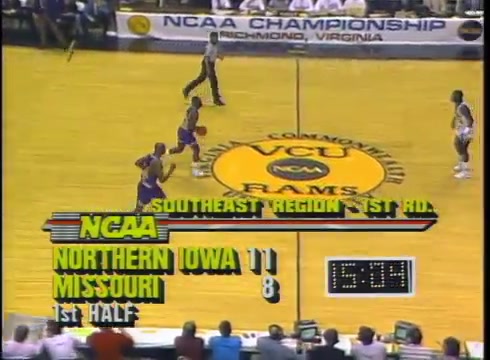 NCAA CHAMPIONSHIP
RICHMOND, VIRGINIA
COMMONWEALTH
VCU
NCAA
RAMS
SOUTHEAST REGION - 1ST RD.
NCAA
NORTHERN IOWA 11
MISSOURI 8
1st HALF
15:04